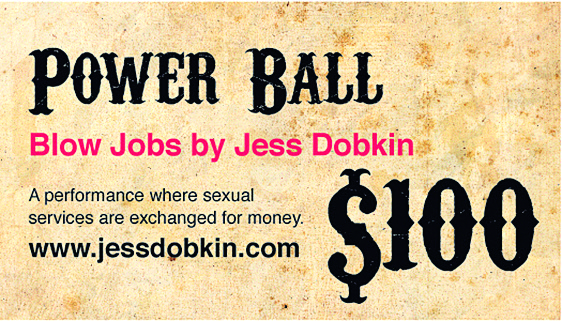 Power Ball
Blow Jobs by Jess Dobkin
A performance where sexual
services are exchanged for money.
www.jessdobkin.com
$100